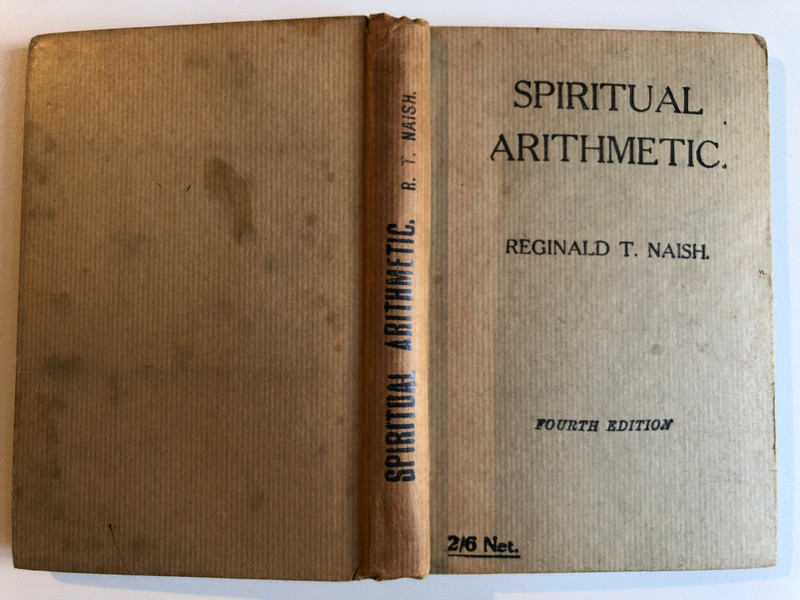 SPIRITUAL ARITHMETIC. R. T. NAISH.
SPIRITUAL
ARITHMETIC.
REGINALD T. NAISH.
FOURTH EDITION
2/6 Net.